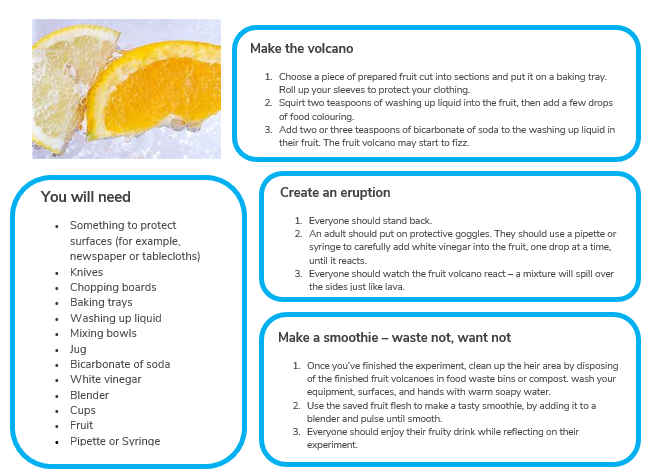 Make the volcano
1. Choose a piece of prepared fruit cut into sections and put it on a baking tray.
Roll up your sleeves to protect your clothing.
2. Squirt two teaspoons of washing up liquid into the fruit, then add a few drops
of food colouring.
3. Add two or three teaspoons of bicarbonate of soda to the washing up liquid in
their fruit. The fruit volcano may start to fizz.
You will need
• Something to protect
surfaces (for example,
newspaper or tablecloths)
• Knives
• Chopping boards
• Baking trays
• Washing up liquid
• Mixing bowls
• Jug
• Bicarbonate of soda
• White vinegar
• Blender
• Cups
• Fruit
• Pipette or Syringe
Create an eruption
1. Everyone should stand back.
2. An adult should put on protective goggles. They should use a pipette or
syringe to carefully add white vinegar into the fruit, one drop at a time,
until it reacts.
3. Everyone should watch the fruit volcano react – a mixture will spill over
the sides just like lava.
Make a smoothie – waste not, want not
1. Once you've finished the experiment, clean up the heir area by disposing
of the finished fruit volcanoes in food waste bins or compost. wash your
equipment, surfaces, and hands with warm soapy water.
2. Use the saved fruit flesh to make a tasty smoothie, by adding it to a
blender and pulse until smooth.
3. Everyone should enjoy their fruity drink while reflecting on their
experiment.